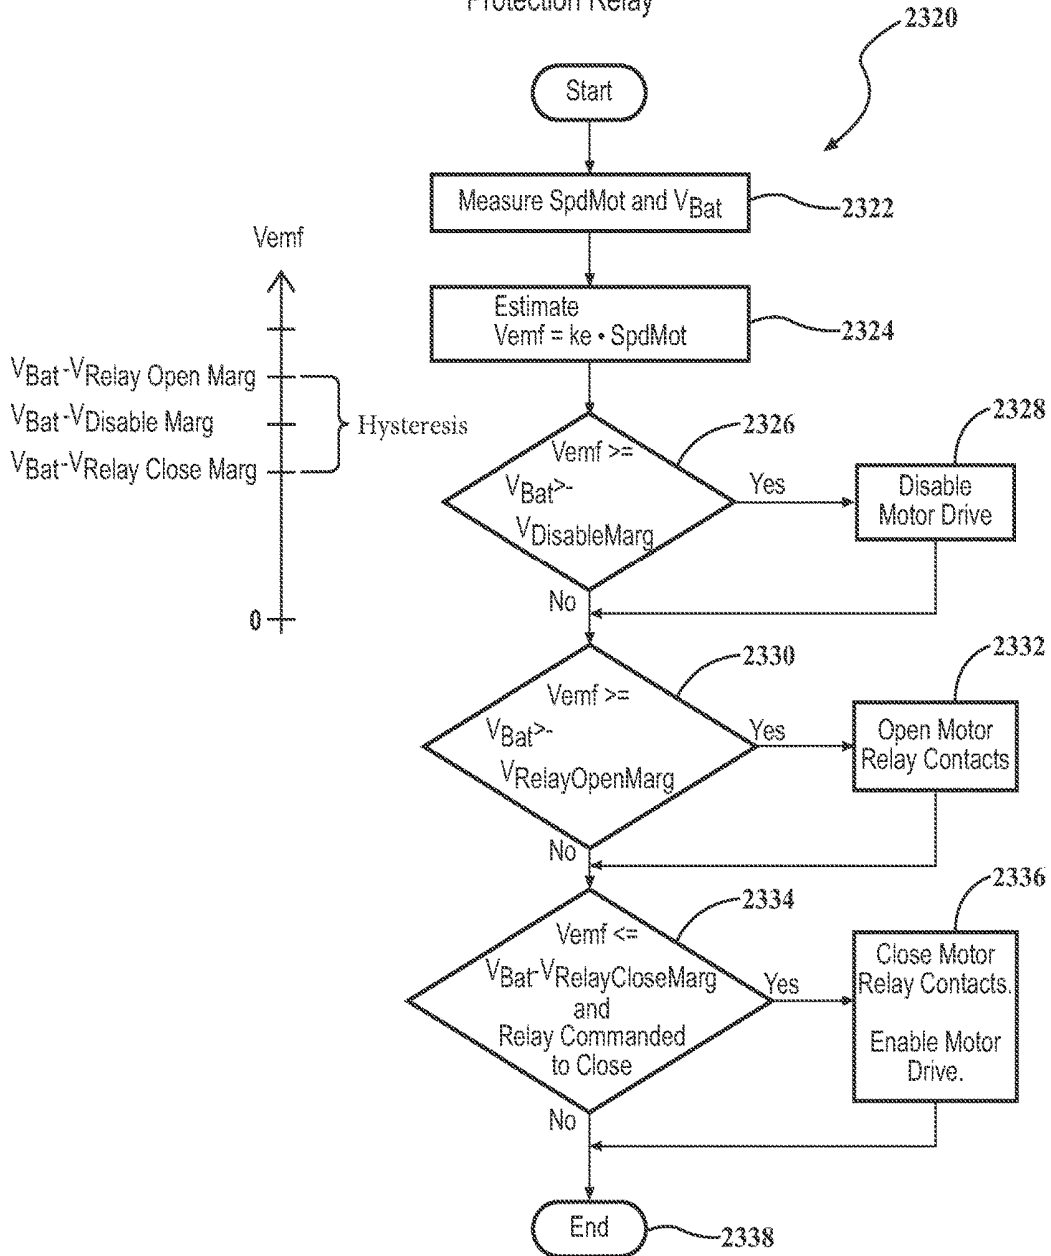 Protection Relay
2320
Start
Measure SpdMot and VBat
2322
Estimate
Vemf = ke • SpdMot
2324
Vemf
VBat-VRelay Open Marg
VBat-VDisable Marg
VBat-VRelay Close Marg
Hysteresis
0
Vemf >=
VBat>-
VDisableMarg
2326
Yes
Disable
Motor Drive
2328
No
Vemf >=
VBat>-
VRelayOpenMarg
2330
Yes
Open Motor
Relay Contacts
2332
No
Vemf <=
VBat-VRelayCloseMarg
and
Relay Commanded
to Close
2334
Yes
Close Motor
Relay Contacts.
Enable Motor
Drive.
2336
No
End
2338